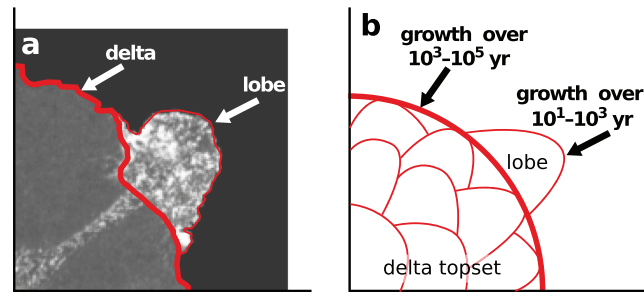 a
delta
lobe
b
growth over
10³–10⁵ yr
growth over
10¹–10³ yr
lobe
delta topset